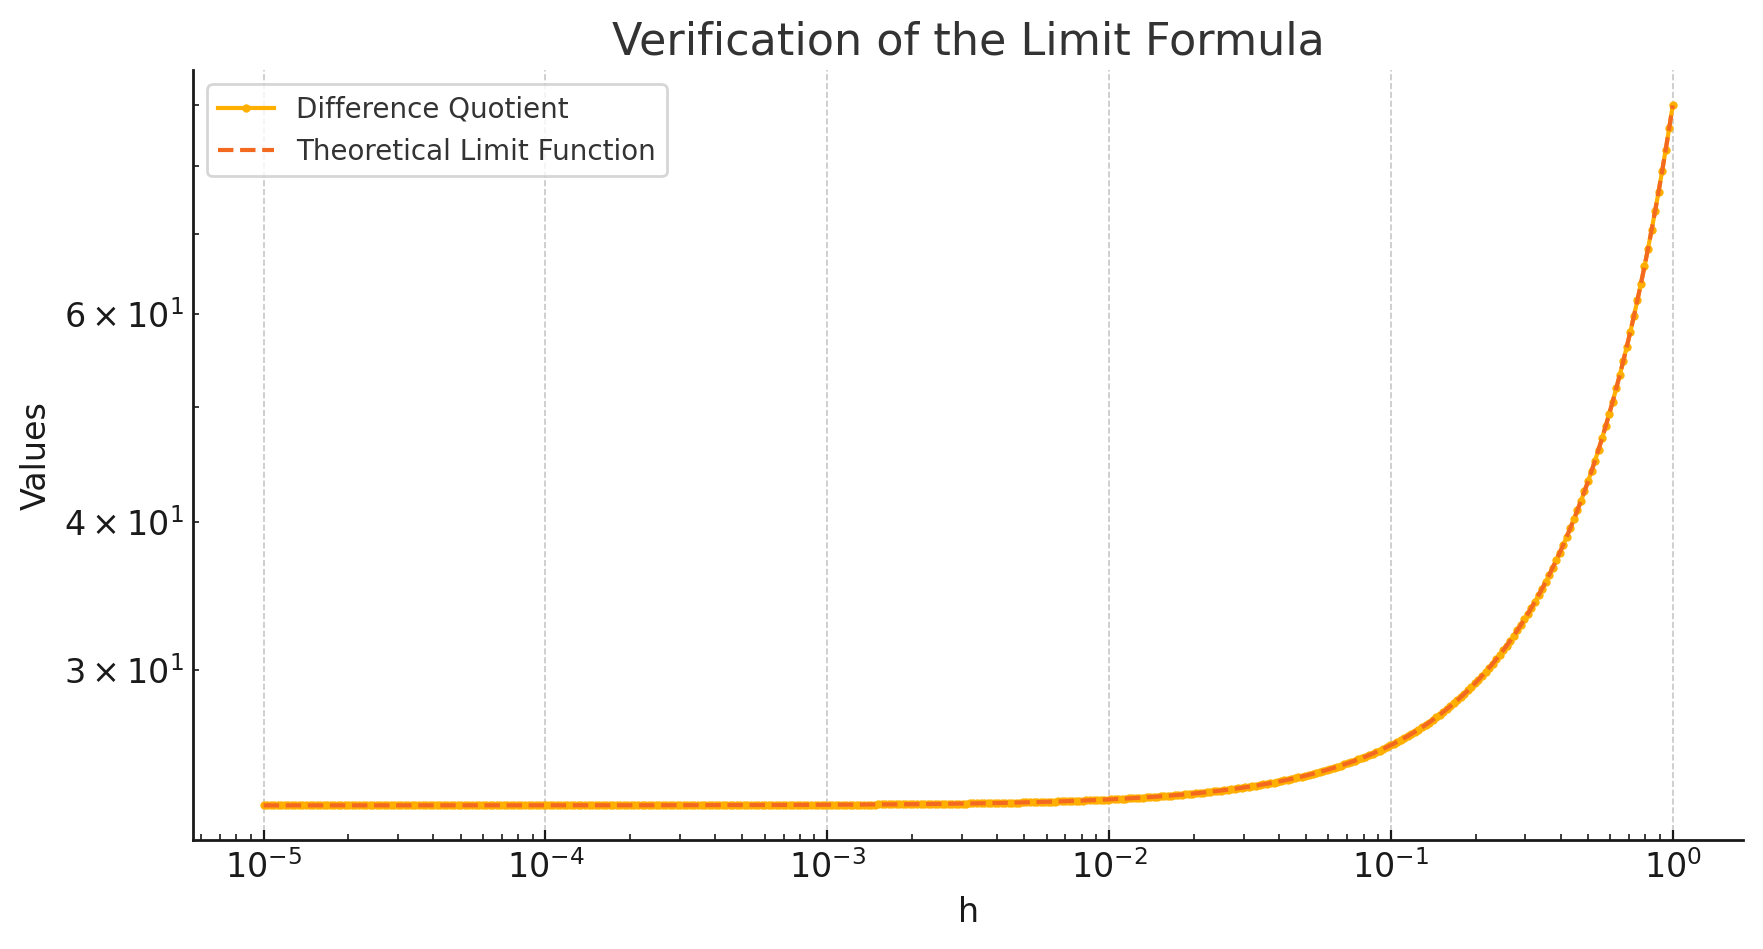 Verification of the Limit Formula
Difference Quotient
Theoretical Limit Function
Values
6 × 10¹
4 × 10¹
3 × 10¹
10⁻⁵ 10⁻⁴ 10⁻³ 10⁻² 10⁻¹ 10⁰
h